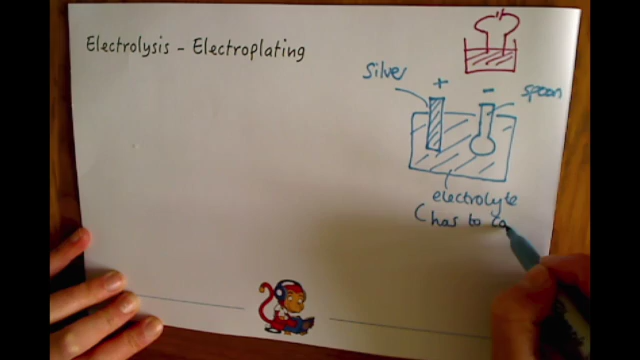 Electrolysis – Electroplating
Silver
+
-
spoon
electrolyte
(has to co